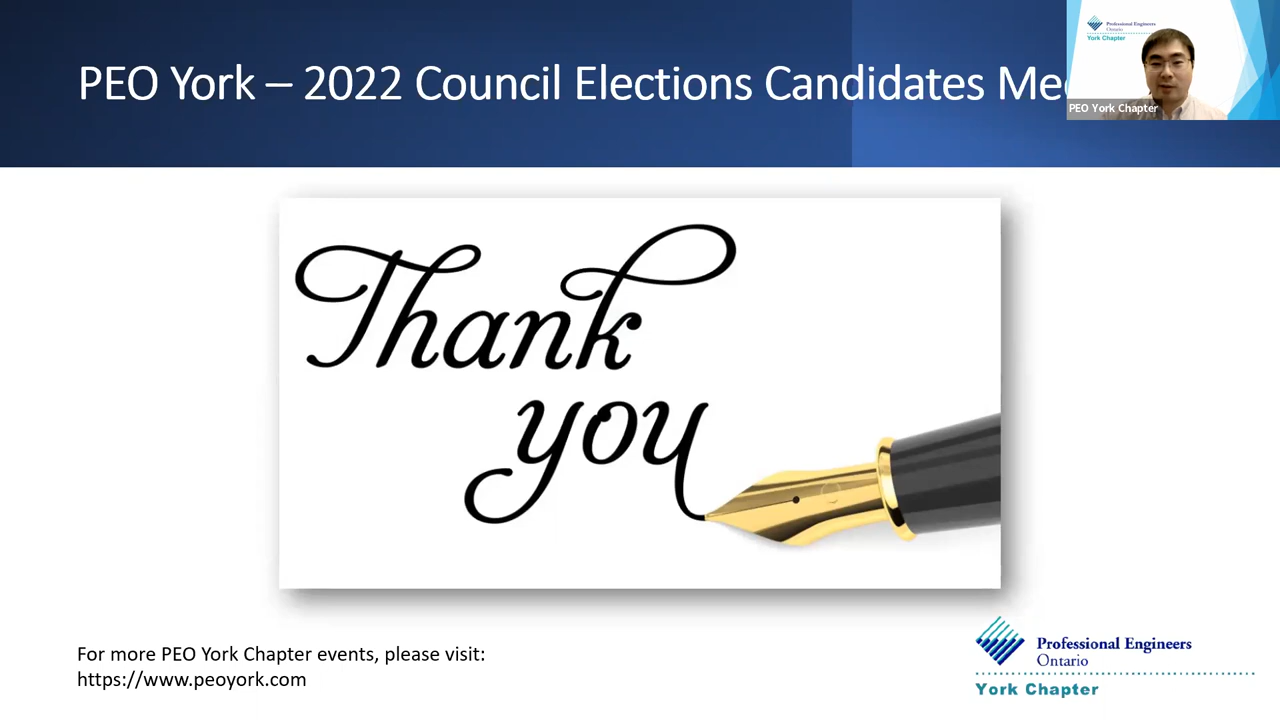 PEO York – 2022 Council Elections Candidates Me
Professional Engineers
Ontario
York Chapter
PEO York Chapter
Thank
you
For more PEO York Chapter events, please visit:
https://www.peoyork.com
Professional Engineers
Ontario
York Chapter